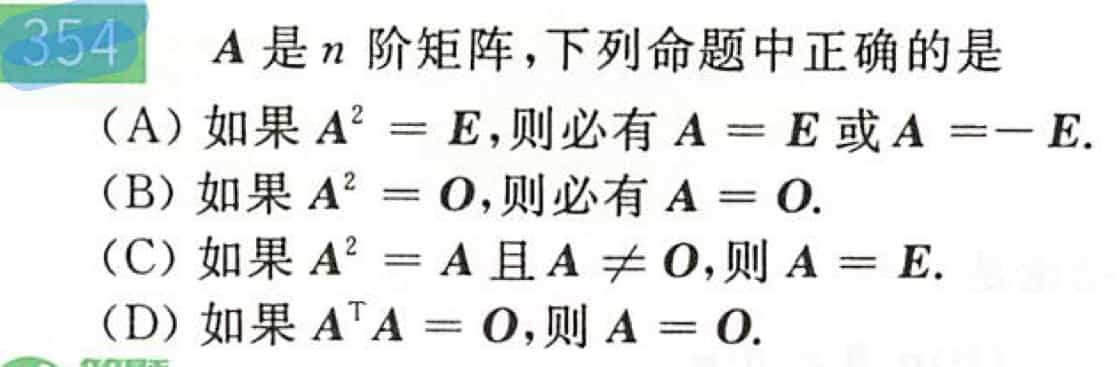 354 A 是 n 阶矩阵,下列命题中正确的是
(A) 如果 A² = E,则必有 A = E 或 A =- E.
(B) 如果 A² = O,则必有 A = O.
(C) 如果 A² = A 且 A ≠ O,则 A = E.
(D) 如果 AᵀA = O,则 A = O.